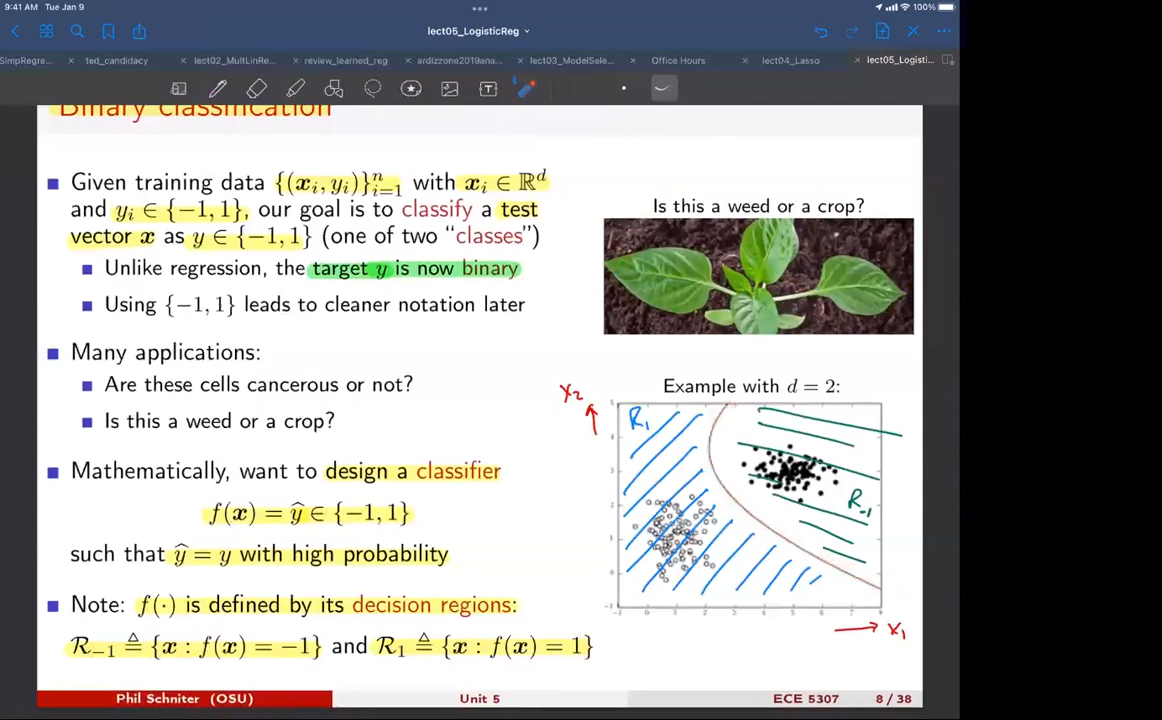 9:41 AM Tue Jan 9
100%
lect05_LogisticReg
SimpRegre...
ted_candidacy
lect02_MultLinRe...
review_learned_reg
ardizzone2019ana...
lect03_ModelSele...
Office Hours
lect04_Lasso
lect05_Logisti...
Binary classification
Given training data {(x_i, y_i)}_{i=1}^n with x_i ∈ ℝ^d
and y_i ∈ {−1, 1}, our goal is to classify a test
vector x as y ∈ {−1, 1} (one of two “classes”)
Unlike regression, the target y is now binary
Using {−1, 1} leads to cleaner notation later
Many applications:
Are these cells cancerous or not?
Is this a weed or a crop?
Mathematically, want to design a classifier
f(x) = ŷ ∈ {−1, 1}
such that ŷ = y with high probability
Note: f(·) is defined by its decision regions:
R_{−1} ≜ {x : f(x) = −1} and R_1 ≜ {x : f(x) = 1}
Is this a weed or a crop?
Example with d = 2:
x_2
R_1
R_{-1}
x_1
Phil Schniter (OSU)
Unit 5
ECE 5307
8 / 38